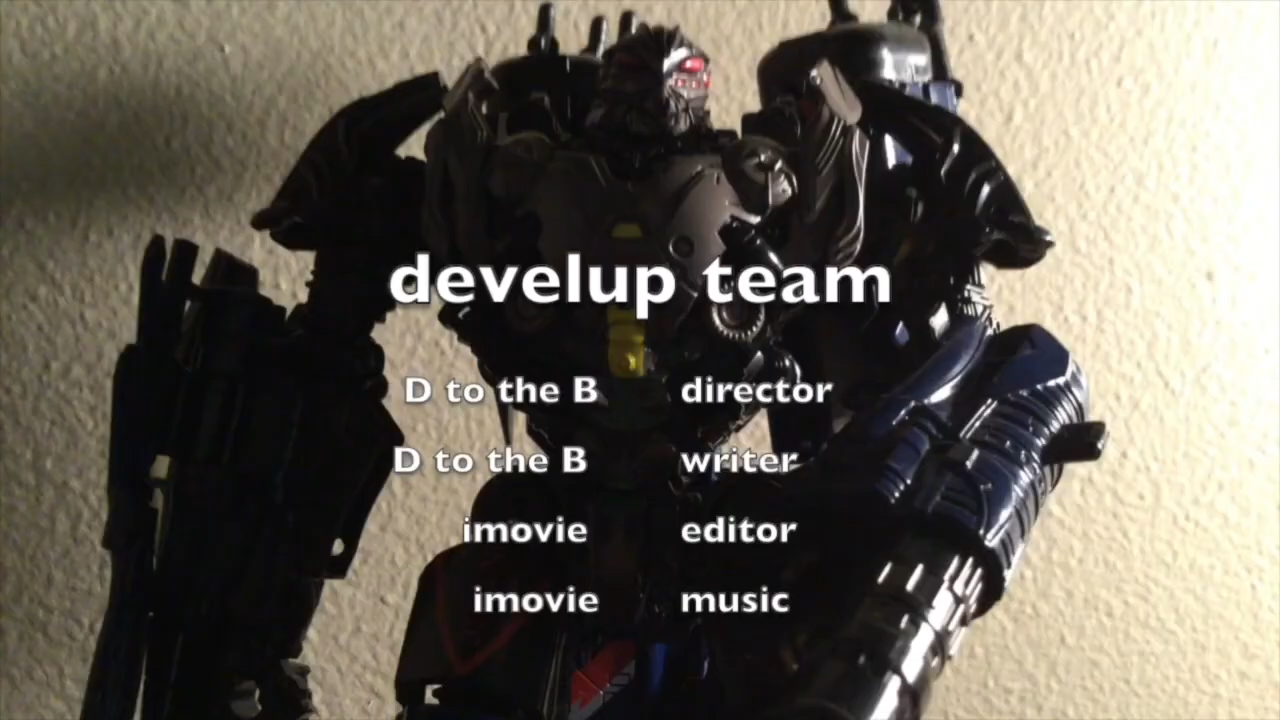 develup team
D to the B director
D to the B writer
imovie editor
imovie music